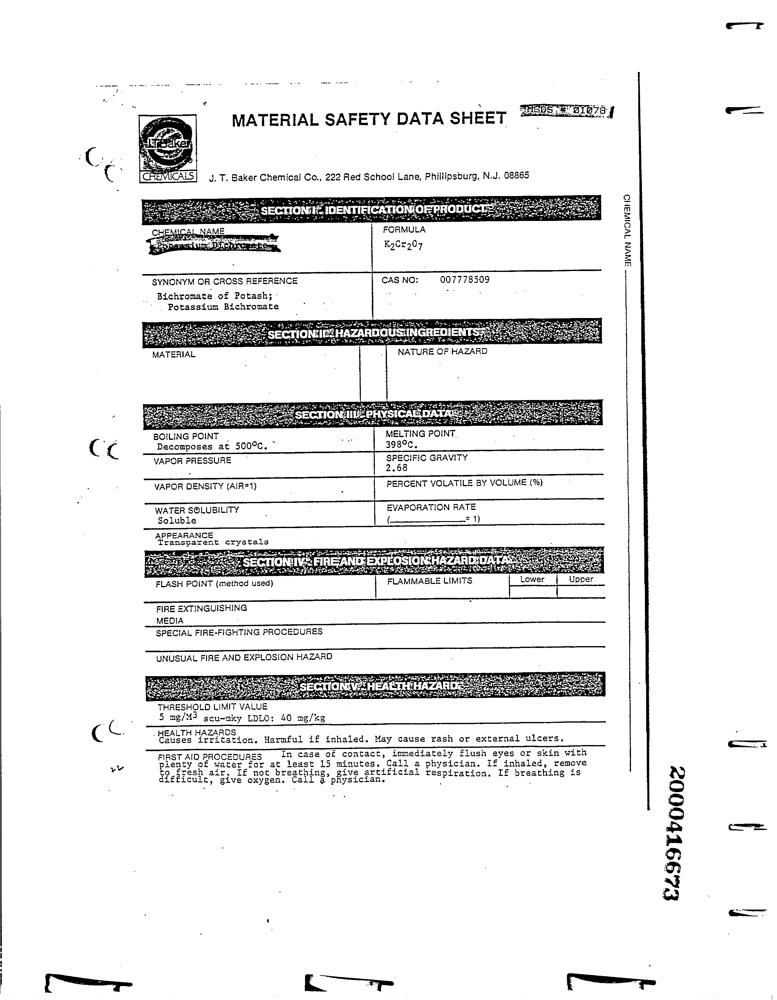 MSDS # 01078
MATERIAL SAFETY DATA SHEET
J.T.Baker
CHEMICALS
J. T. Baker Chemical Co., 222 Red School Lane, Phillipsburg, N.J. 08865
SECTION I - IDENTIFICATION OF PRODUCT
CHEMICAL NAME
Potassium Dichromate
FORMULA
K₂Cr₂O₇
SYNONYM OR CROSS REFERENCE
Bichromate of Potash;
Potassium Bichromate
CAS NO: 007778509
SECTION II - HAZARDOUS INGREDIENTS
MATERIAL
NATURE OF HAZARD
SECTION III - PHYSICAL DATA
BOILING POINT
Decomposes at 500°C.
MELTING POINT
398°C.
VAPOR PRESSURE
SPECIFIC GRAVITY
2.68
VAPOR DENSITY (AIR=1)
PERCENT VOLATILE BY VOLUME (%)
WATER SOLUBILITY
Soluble
EVAPORATION RATE
(__________= 1)
APPEARANCE
Transparent crystals
SECTION IV - FIRE AND EXPLOSION HAZARD DATA
FLASH POINT (method used)
FLAMMABLE LIMITS
Lower
Upper
FIRE EXTINGUISHING
MEDIA
SPECIAL FIRE-FIGHTING PROCEDURES
UNUSUAL FIRE AND EXPLOSION HAZARD
SECTION V - HEALTH HAZARDS
THRESHOLD LIMIT VALUE
5 mg/M³ scu-mky LDLO: 40 mg/kg
HEALTH HAZARDS
Causes irritation. Harmful if inhaled. May cause rash or external ulcers.
FIRST AID PROCEDURES In case of contact, immediately flush eyes or skin with
plenty of water for at least 15 minutes. Call a physician. If inhaled, remove
to fresh air. If not breathing, give artificial respiration. If breathing is
difficult, give oxygen. Call a physician.
CHEMICAL NAME
2000416673